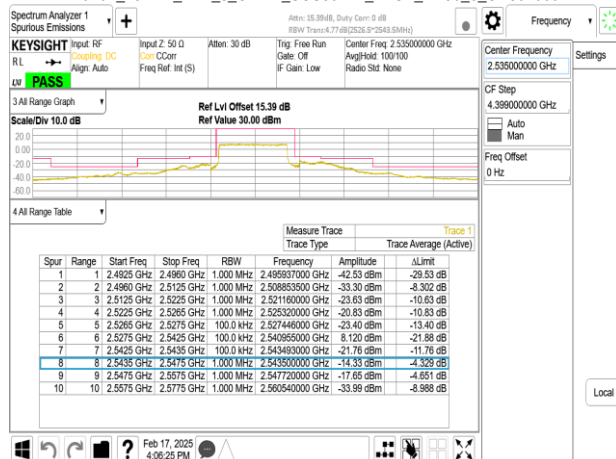 Spectrum Analyzer 1
Spurious Emissions
Attn: 15.39dB, Duty Corr: 0 dB
RBW Trans:4.77dB(2526.5~2543.5MHz)
Frequency
KEYSIGHT
Input: RF
Coupling: DC
Align: Auto
Input Z: 50 Ω
Corr CCorr
Freq Ref: Int (S)
Atten: 30 dB
Trig: Free Run
Gate: Off
IF Gain: Low
Center Freq: 2.535000000 GHz
Avg|Hold: 100/100
Radio Std: None
RL
LXI
PASS
Center Frequency
2.535000000 GHz
Settings
CF Step
4.399000000 GHz
Auto
Man
Freq Offset
0 Hz
Local
3 All Range Graph
Scale/Div 10.0 dB
Ref Lvl Offset 15.39 dB
Ref Value 30.00 dBm
20.0
0.00
-20.0
-40.0
-60.0
4 All Range Table
Measure Trace Trace 1
Trace Type Trace Average (Active)
Spur Range Start Freq Stop Freq RBW Frequency Amplitude ΔLimit
1 1 2.4925 GHz 2.4960 GHz 1.000 MHz 2.495937000 GHz -42.53 dBm -29.53 dB
2 2 2.4960 GHz 2.5125 GHz 1.000 MHz 2.508853500 GHz -33.30 dBm -8.302 dB
3 3 2.5125 GHz 2.5225 GHz 1.000 MHz 2.521160000 GHz -23.63 dBm -10.63 dB
4 4 2.5225 GHz 2.5265 GHz 1.000 MHz 2.525320000 GHz -20.83 dBm -10.83 dB
5 5 2.5265 GHz 2.5275 GHz 100.0 kHz 2.527446000 GHz -23.40 dBm -13.40 dB
6 6 2.5275 GHz 2.5425 GHz 100.0 kHz 2.540955000 GHz 8.120 dBm -21.88 dB
7 7 2.5425 GHz 2.5435 GHz 100.0 kHz 2.543493000 GHz -21.76 dBm -11.76 dB
8 8 2.5435 GHz 2.5475 GHz 1.000 MHz 2.543500000 GHz -14.33 dBm -4.329 dB
9 9 2.5475 GHz 2.5575 GHz 1.000 MHz 2.547720000 GHz -17.65 dBm -4.651 dB
10 10 2.5575 GHz 2.5775 GHz 1.000 MHz 2.560540000 GHz -33.99 dBm -8.988 dB
Feb 17, 2025
4:06:25 PM